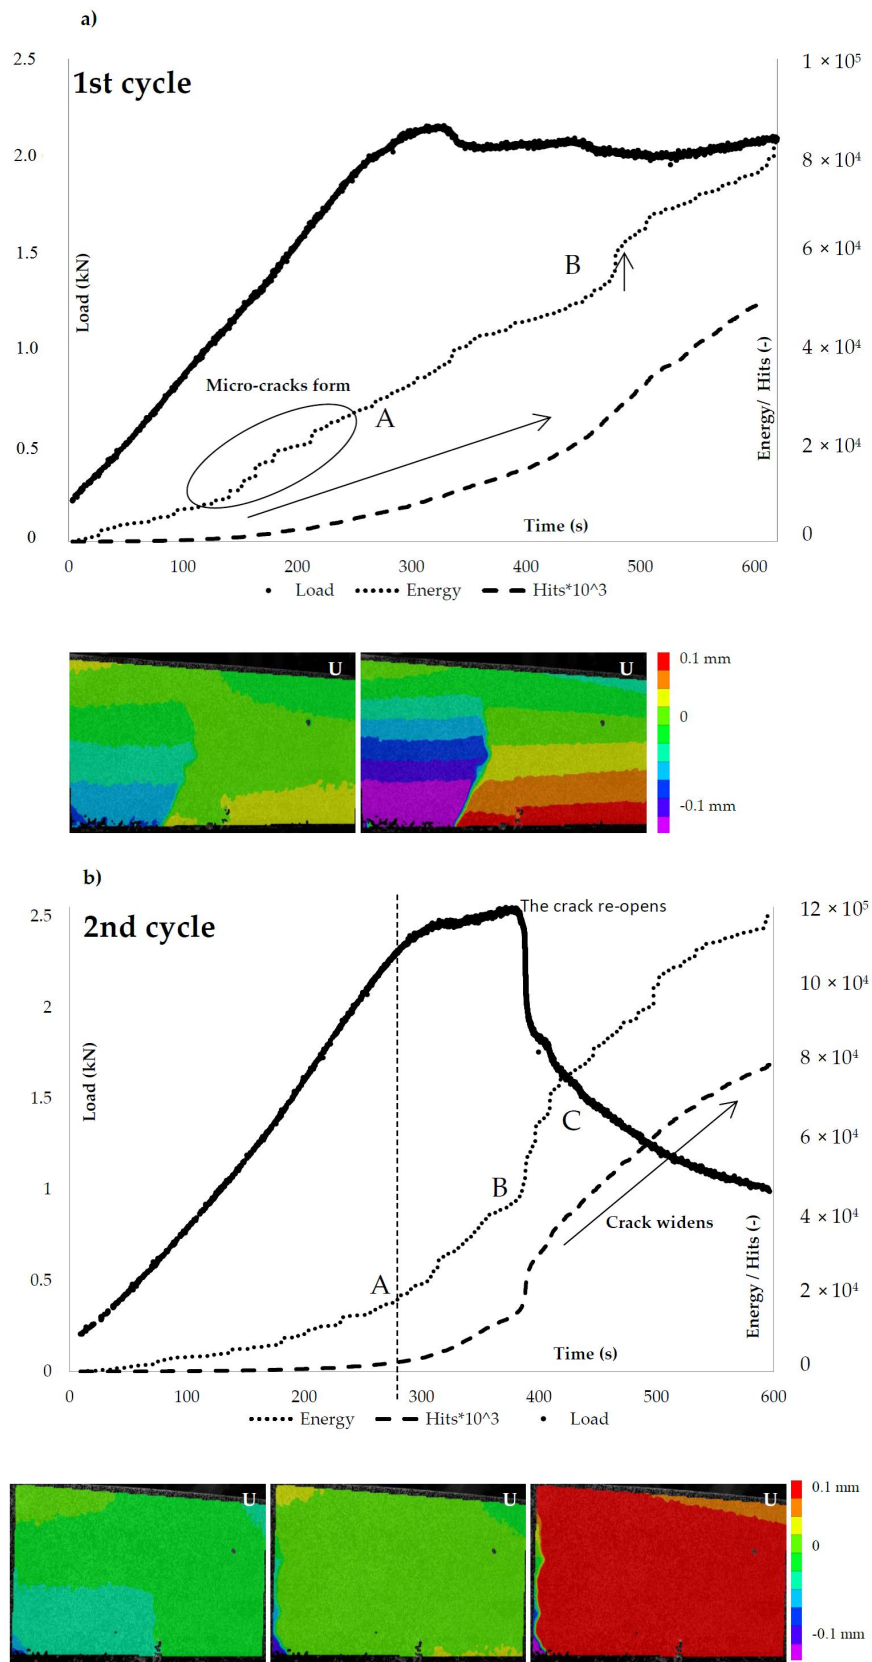 a)
1st cycle
2.5
2.0
1.5
1.0
0.5
0
Load (kN)
1 × 10⁵
8 × 10⁴
6 × 10⁴
4 × 10⁴
2 × 10⁴
0
Energy/ Hits (-)
B
Micro-cracks form
A
Time (s)
0 100 200 300 400 500 600
Load Energy Hits*10^3
U
U
0.1 mm
0
-0.1 mm
b)
2nd cycle
The crack re-opens
2.5
2
1.5
1
0.5
0
Load (kN)
12 × 10⁵
10 × 10⁴
8 × 10⁴
6 × 10⁴
4 × 10⁴
2 × 10⁴
0
Energy / Hits (-)
C
B
Crack widens
A
Time (s)
0 100 200 300 400 500 600
Energy Hits*10^3 Load
U
U
U
0.1 mm
0
-0.1 mm